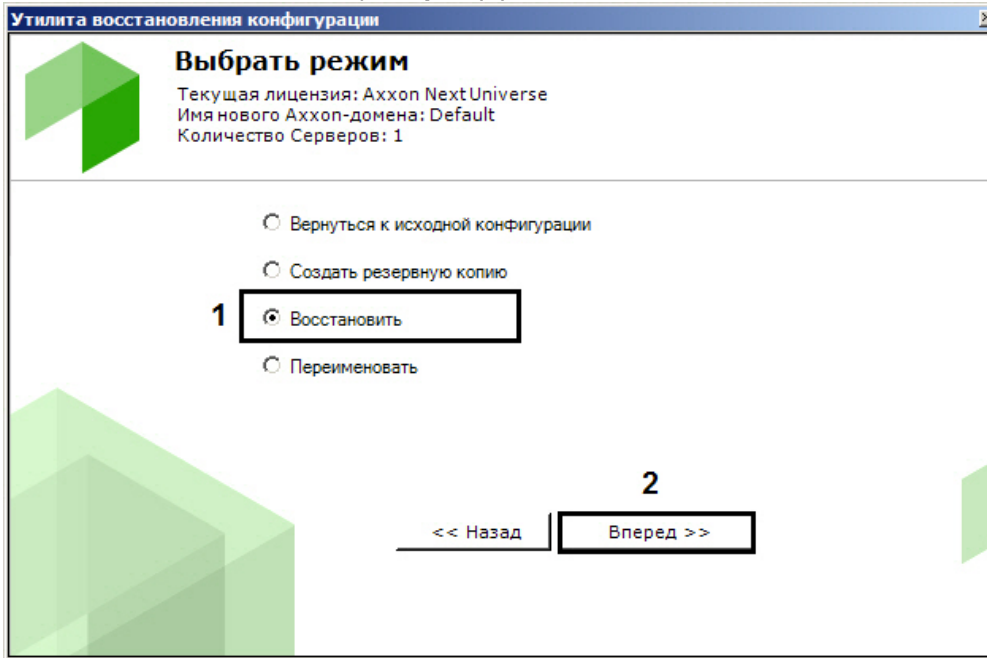 Утилита восстановления конфигурации
Выбрать режим
Текущая лицензия: Axxon Next Universe
Имя нового Axxon-домена: Default
Количество Серверов: 1
Вернуться к исходной конфигурации
Создать резервную копию
1 Восстановить
Переименовать
2
<< Назад Вперед >>